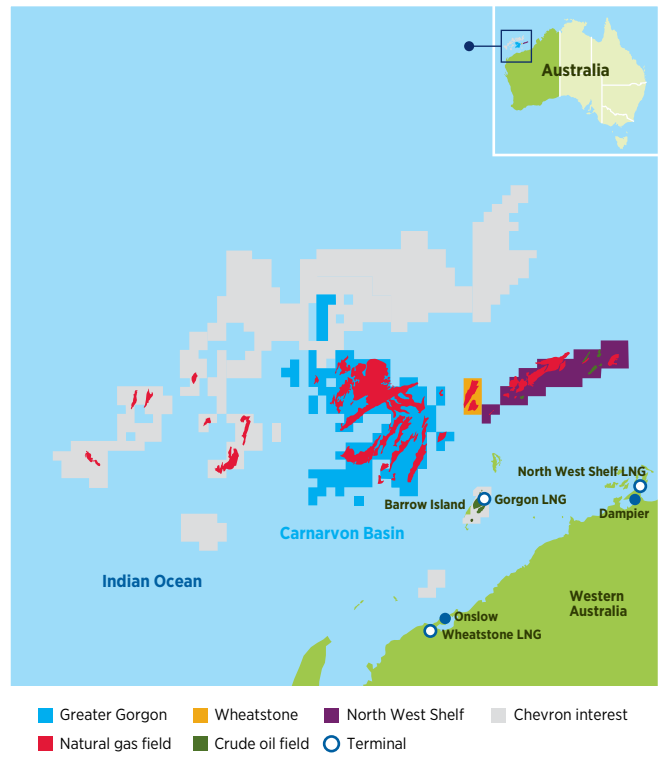 Australia
North West Shelf LNG
Barrow Island
Gorgon LNG
Dampier
Carnarvon Basin
Indian Ocean
Western
Australia
Onslow
Wheatstone LNG
Greater Gorgon
Wheatstone
North West Shelf
Chevron interest
Natural gas field
Crude oil field
Terminal